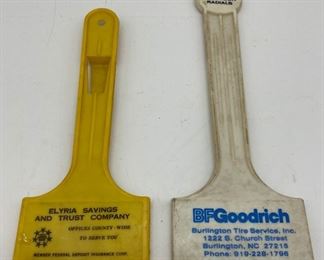 ELYRIA SAVINGS
AND TRUST COMPANY
OFFICES COUNTY-WIDE
TO SERVE YOU
MEMBER FEDERAL DEPOSIT INSURANCE CORP.
BFGoodrich
Burlington Tire Service, Inc.
1322 S. Church Street
Burlington, NC 27215
Phone: 919-228-1796